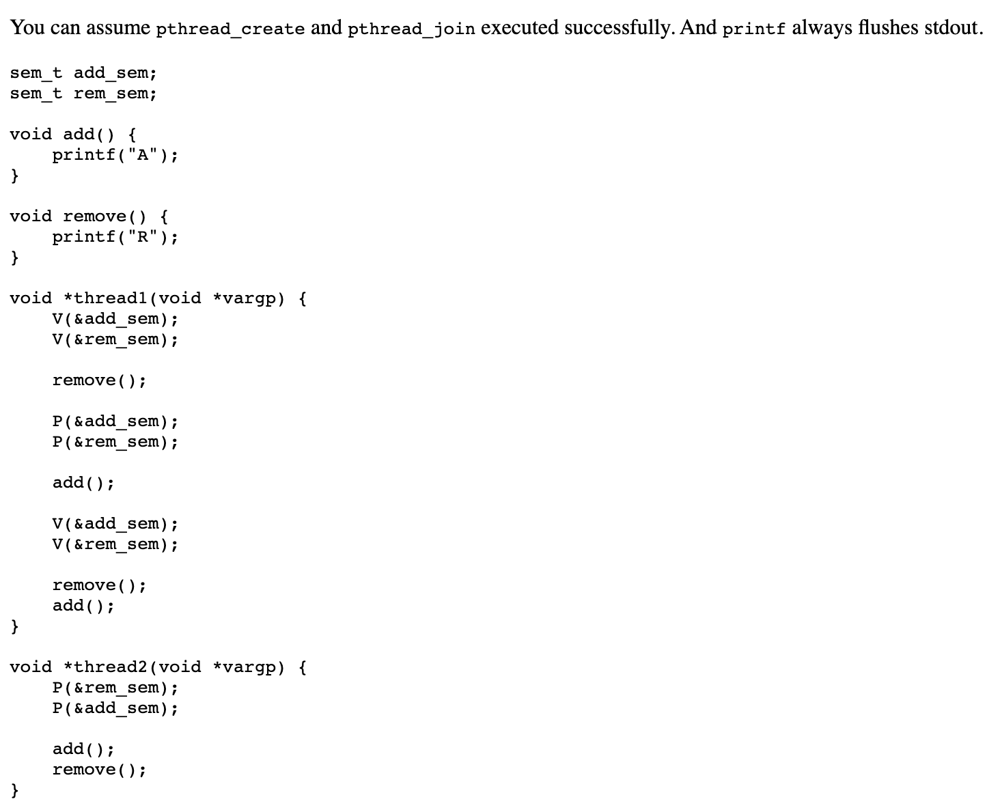 You can assume pthread_create and pthread_join executed successfully. And printf always flushes stdout.
sem_t add_sem;
sem_t rem_sem;
void add() {
    printf("A");
}
void remove() {
    printf("R");
}
void *thread1(void *vargp) {
    V(&add_sem);
    V(&rem_sem);
    remove();
    P(&add_sem);
    P(&rem_sem);
    add();
    V(&add_sem);
    V(&rem_sem);
    remove();
    add();
}
void *thread2(void *vargp) {
    P(&rem_sem);
    P(&add_sem);
    add();
    remove();
}